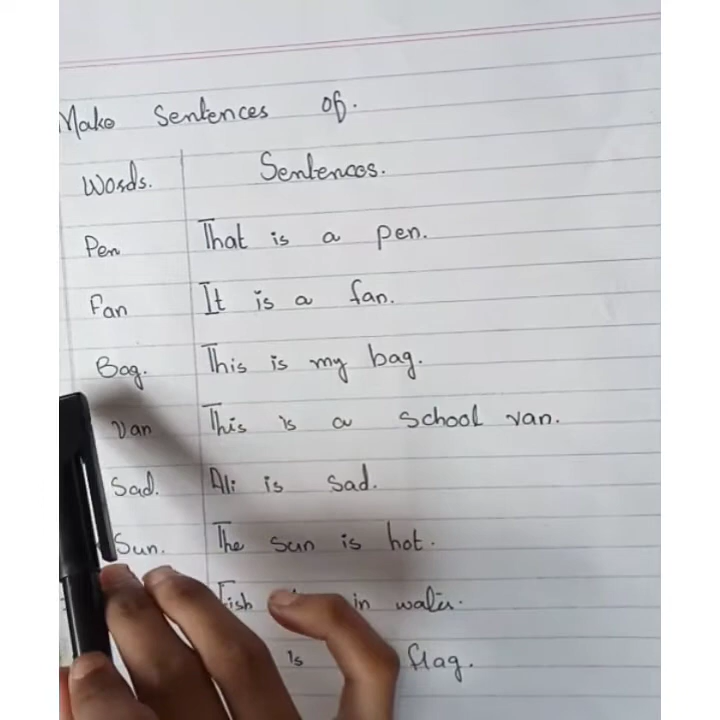 Make Sentences of.
Words. Sentences.
Pen That is a pen.
Fan It is a fan.
Bag. This is my bag.
Van This is a school van.
Sad. Ali is sad.
Sun. The sun is hot.
Fish in water.
is flag.